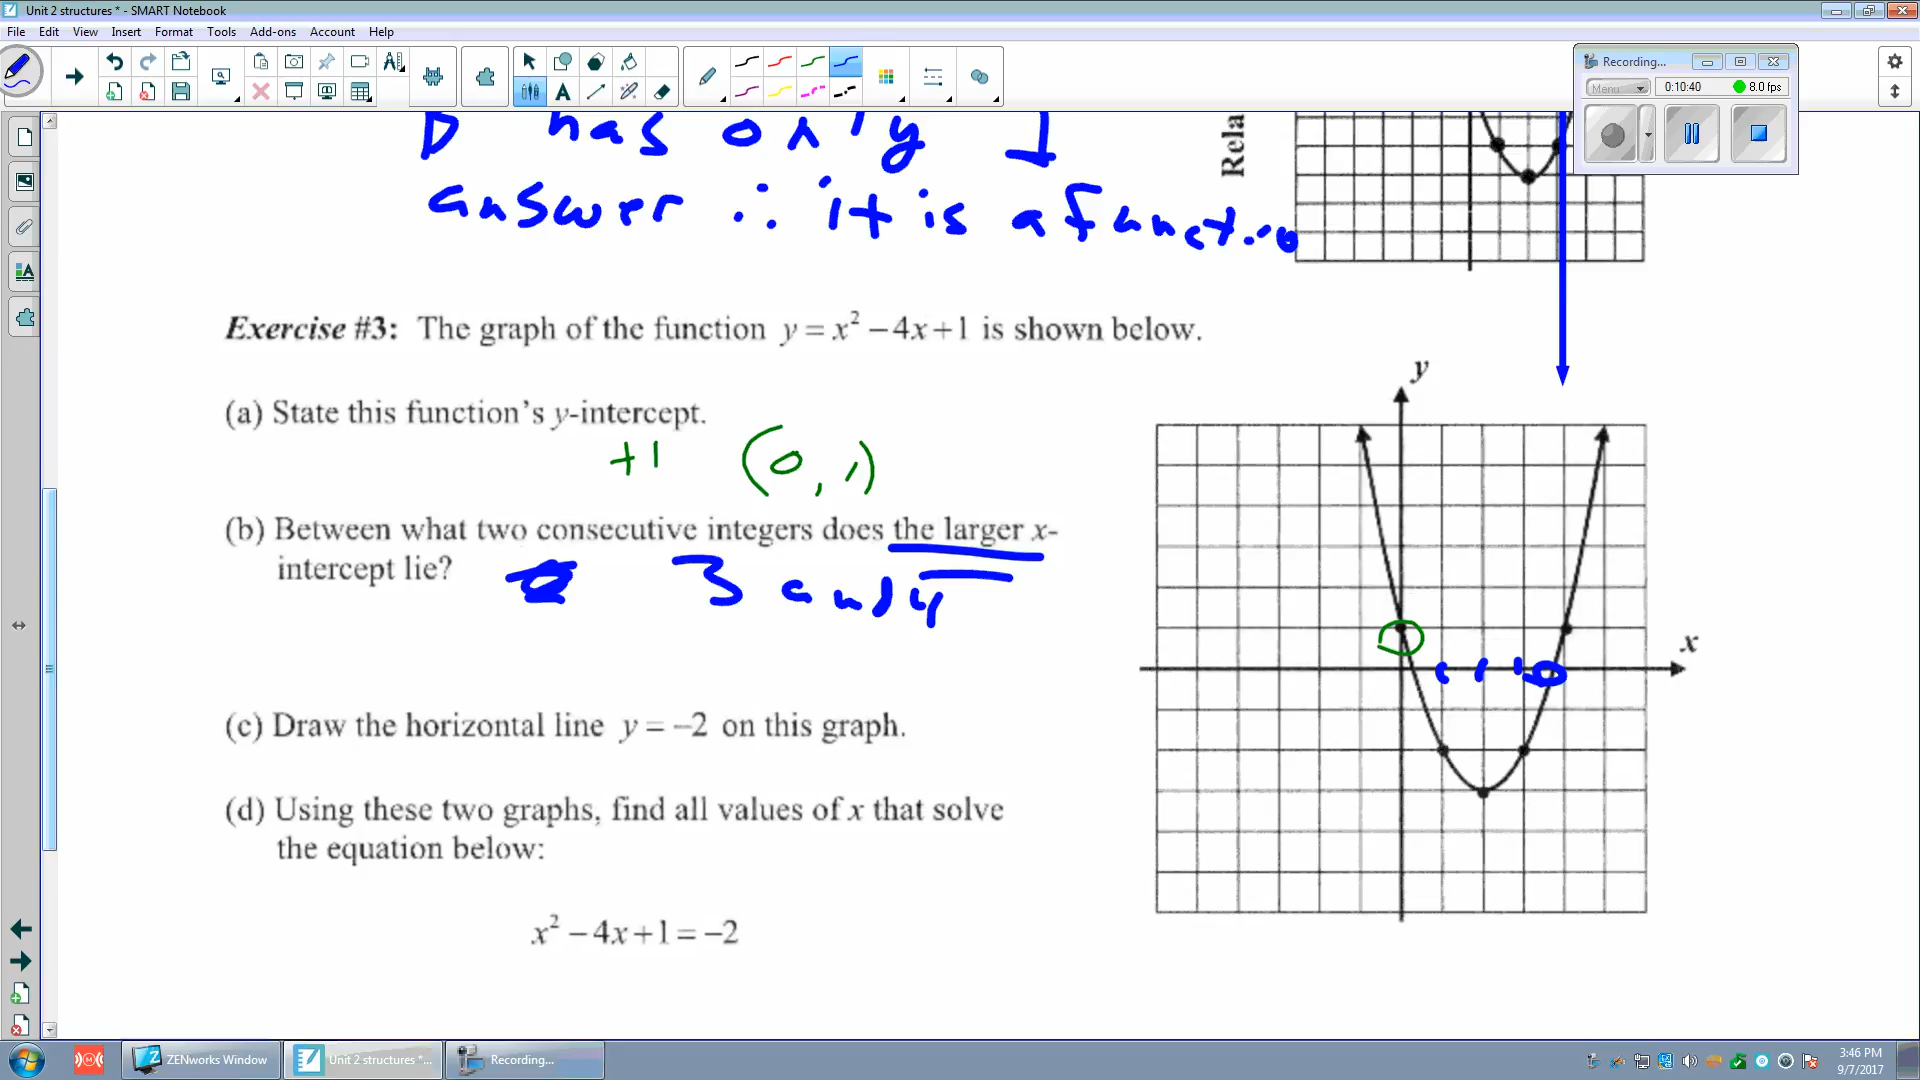 Unit 2 structures * - SMART Notebook
File Edit View Insert Format Tools Add-ons Account Help
Recording...
Menu 0:10:40 8.0 fps
D has only 1
answer ∴ it is a functio
Rela
Exercise #3: The graph of the function y = x² − 4x + 1 is shown below.
(a) State this function's y-intercept.
+1 (0, 1)
(b) Between what two consecutive integers does the larger x-
intercept lie? 3 and 4
(c) Draw the horizontal line y = −2 on this graph.
(d) Using these two graphs, find all values of x that solve
the equation below:
x² − 4x + 1 = −2
y
x
ZENworks Window
Unit 2 structures *...
Recording...
3:46 PM
9/7/2017